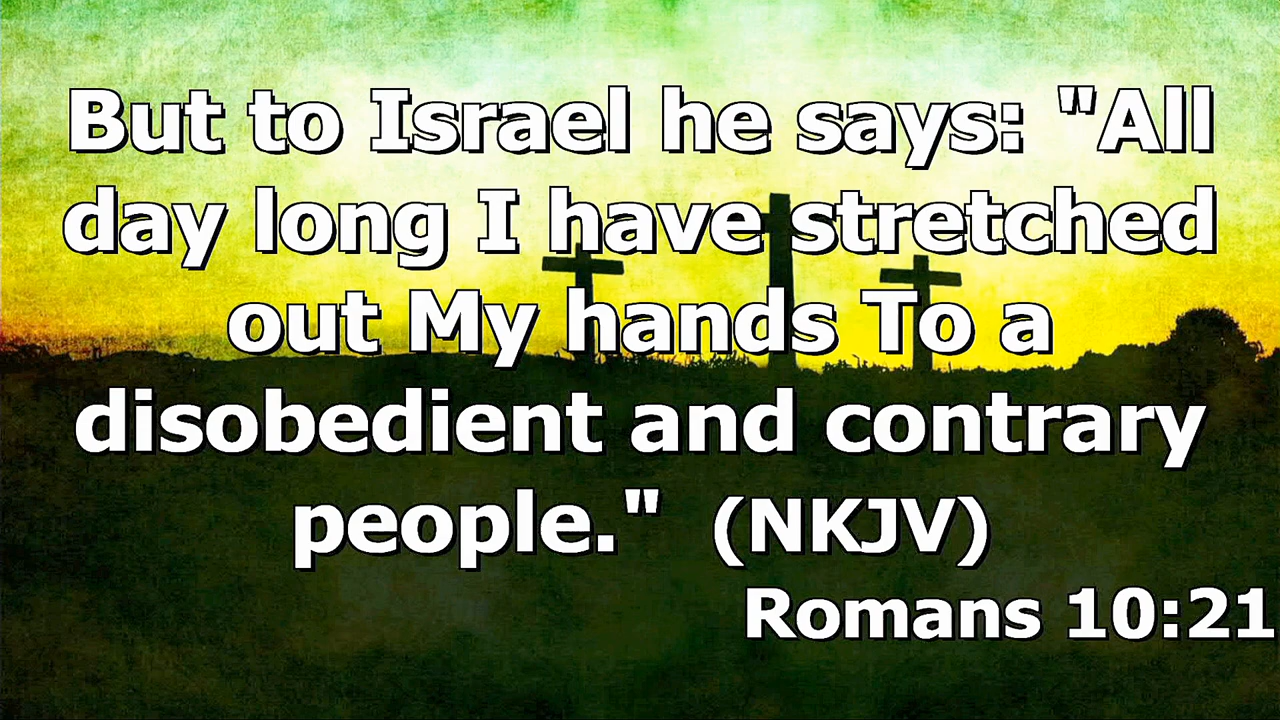 But to Israel he says: "All
day long I have stretched
out My hands To a
disobedient and contrary
people." (NKJV)
Romans 10:21